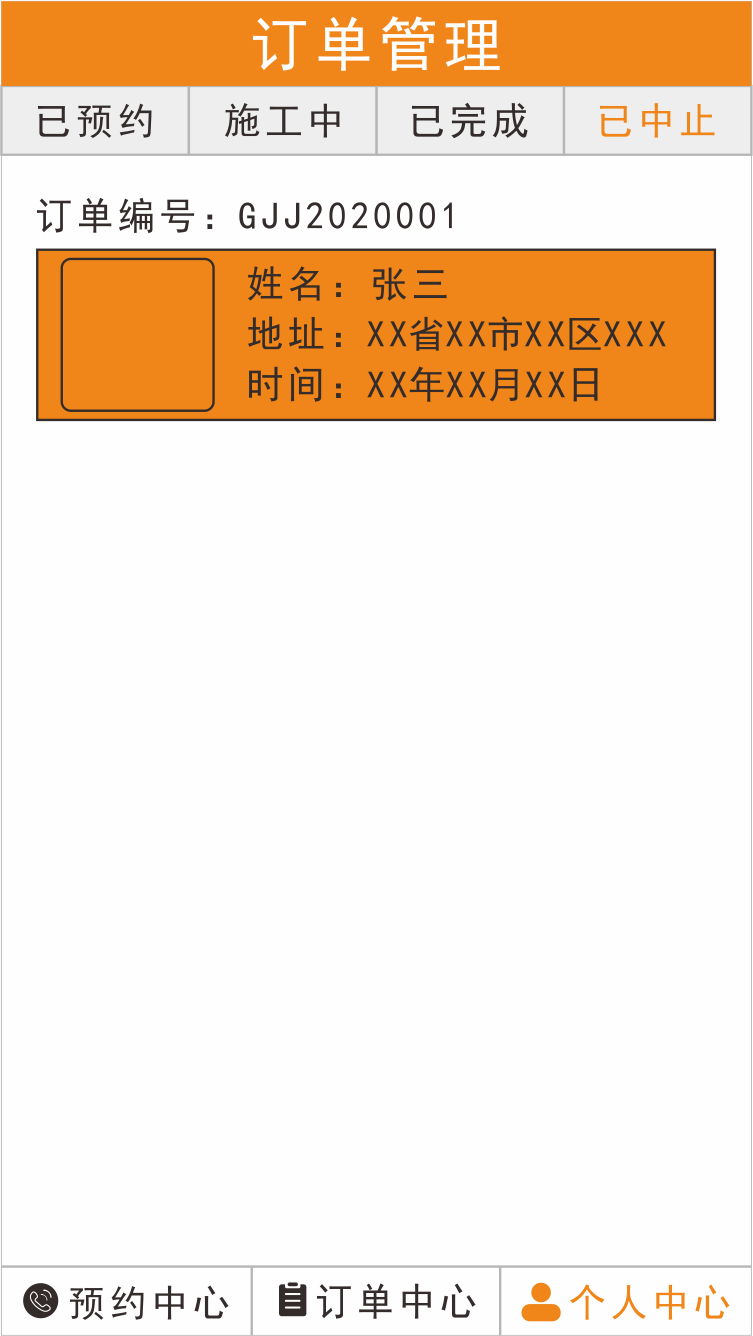 订单管理
已预约 施工中 已完成 已中止
订单编号：GJJ2020001
姓名：张三
地址：XX省XX市XX区XXX
时间：XX年XX月XX日
预约中心 订单中心 个人中心